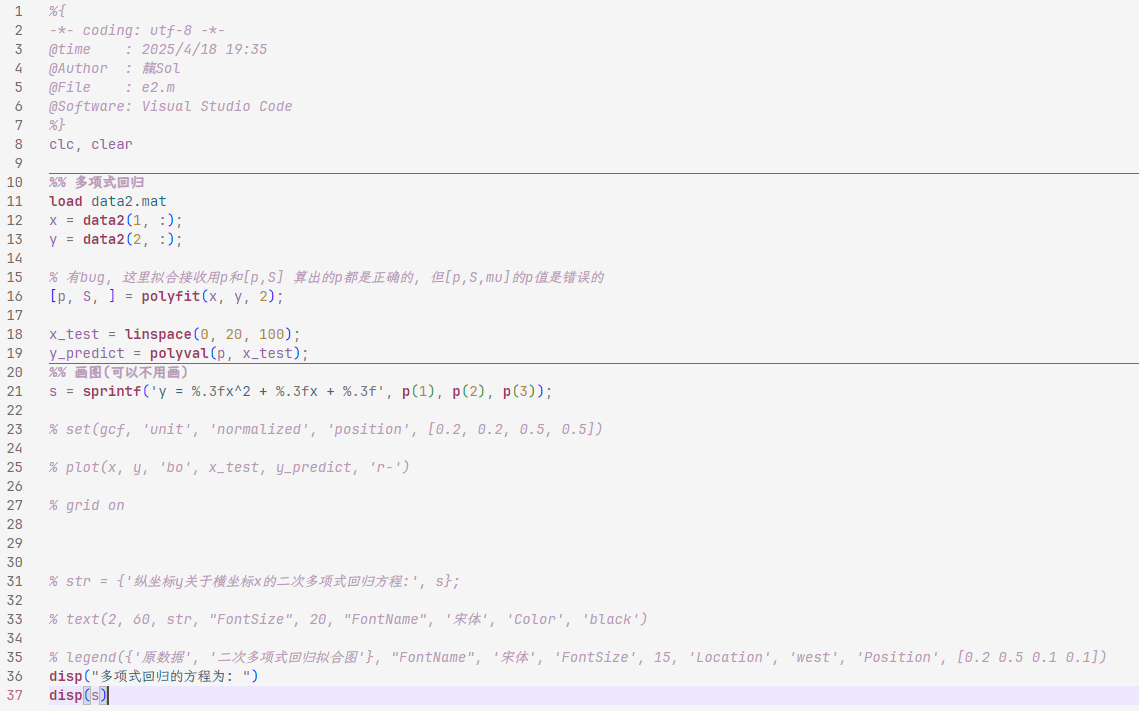 1 %{
2 -*- coding: utf-8 -*-
3 @time    : 2025/4/18 19:35
4 @Author  : Sol
5 @File    : e2.m
6 @Software: Visual Studio Code
7 %}
8 clc, clear
9
10 %% 多项式回归
11 load data2.mat
12 x = data2(1, :);
13 y = data2(2, :);
14
15 % 有bug, 这里拟合接收用p和[p,S] 算出的p都是正确的, 但[p,S,mu]的p值是错误的
16 [p, S, ] = polyfit(x, y, 2);
17
18 x_test = linspace(0, 20, 100);
19 y_predict = polyval(p, x_test);
20 %% 画图(可以不用画)
21 s = sprintf('y = %.3fx^2 + %.3fx + %.3f', p(1), p(2), p(3));
22
23 % set(gcf, 'unit', 'normalized', 'position', [0.2, 0.2, 0.5, 0.5])
24
25 % plot(x, y, 'bo', x_test, y_predict, 'r-')
26
27 % grid on
28
29
30
31 % str = {'纵坐标y关于横坐标x的二次多项式回归方程:', s};
32
33 % text(2, 60, str, "FontSize", 20, "FontName", '宋体', 'Color', 'black')
34
35 % legend({'原数据', '二次多项式回归拟合图'}, "FontName", '宋体', 'FontSize', 15, 'Location', 'west', 'Position', [0.2 0.5 0.1 0.1])
36 disp("多项式回归的方程为: ")
37 disp(s)